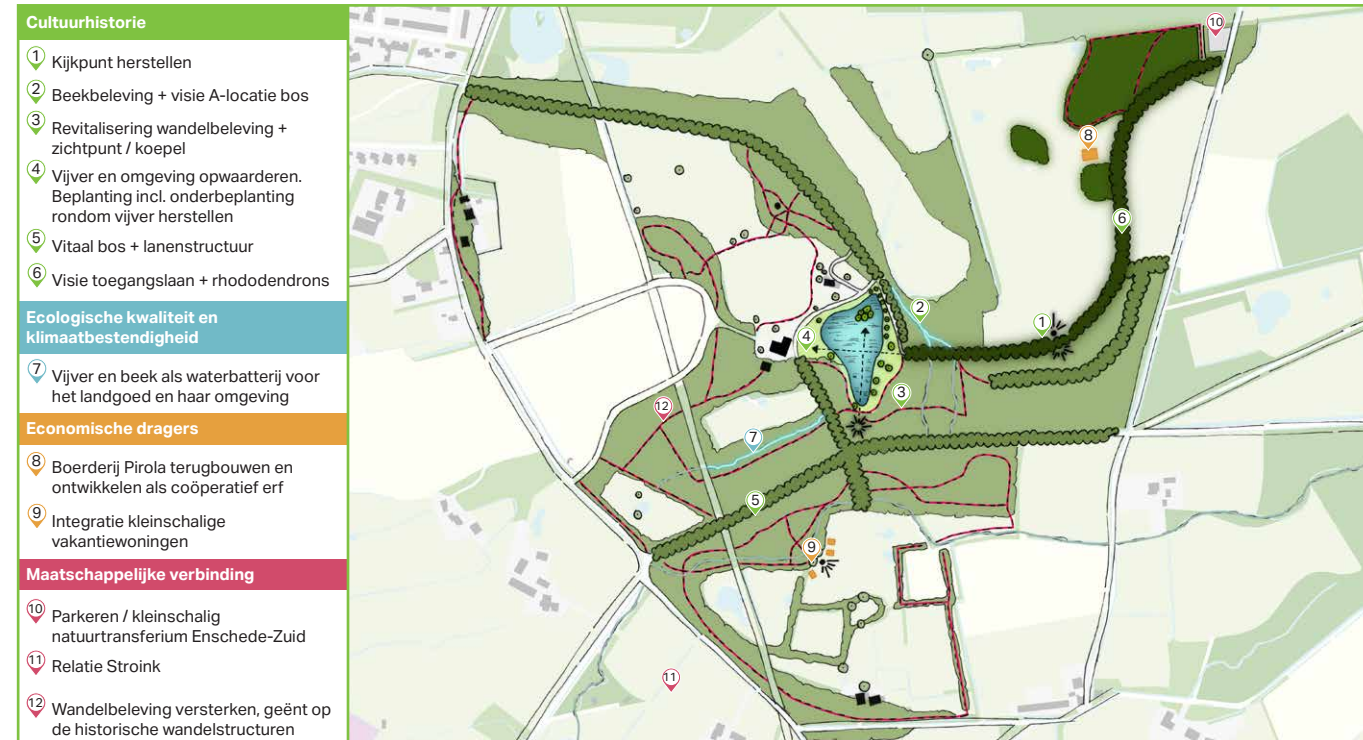 Cultuurhistorie
1 Kijkpunt herstellen
2 Beekbeleving + visie A-locatie bos
3 Revitalisering wandelbeleving +
zichtpunt / koepel
4 Vijver en omgeving opwaarderen.
Beplanting incl. onderbeplanting
rondom vijver herstellen
5 Vitaal bos + lanenstructuur
6 Visie toegangslaan + rhododendrons
Ecologische kwaliteit en
klimaatbestendigheid
7 Vijver en beek als waterbatterij voor
het landgoed en haar omgeving
Economische dragers
8 Boerderij Pirola terugbouwen en
ontwikkelen als coöperatief erf
9 Integratie kleinschalige
vakantiewoningen
Maatschappelijke verbinding
10 Parkeren / kleinschalig
natuurtransferium Enschede-Zuid
11 Relatie Stroink
12 Wandelbeleving versterken, geënt op
de historische wandelstructuren
10
8
6
1
2
4
3
12
7
5
9
11